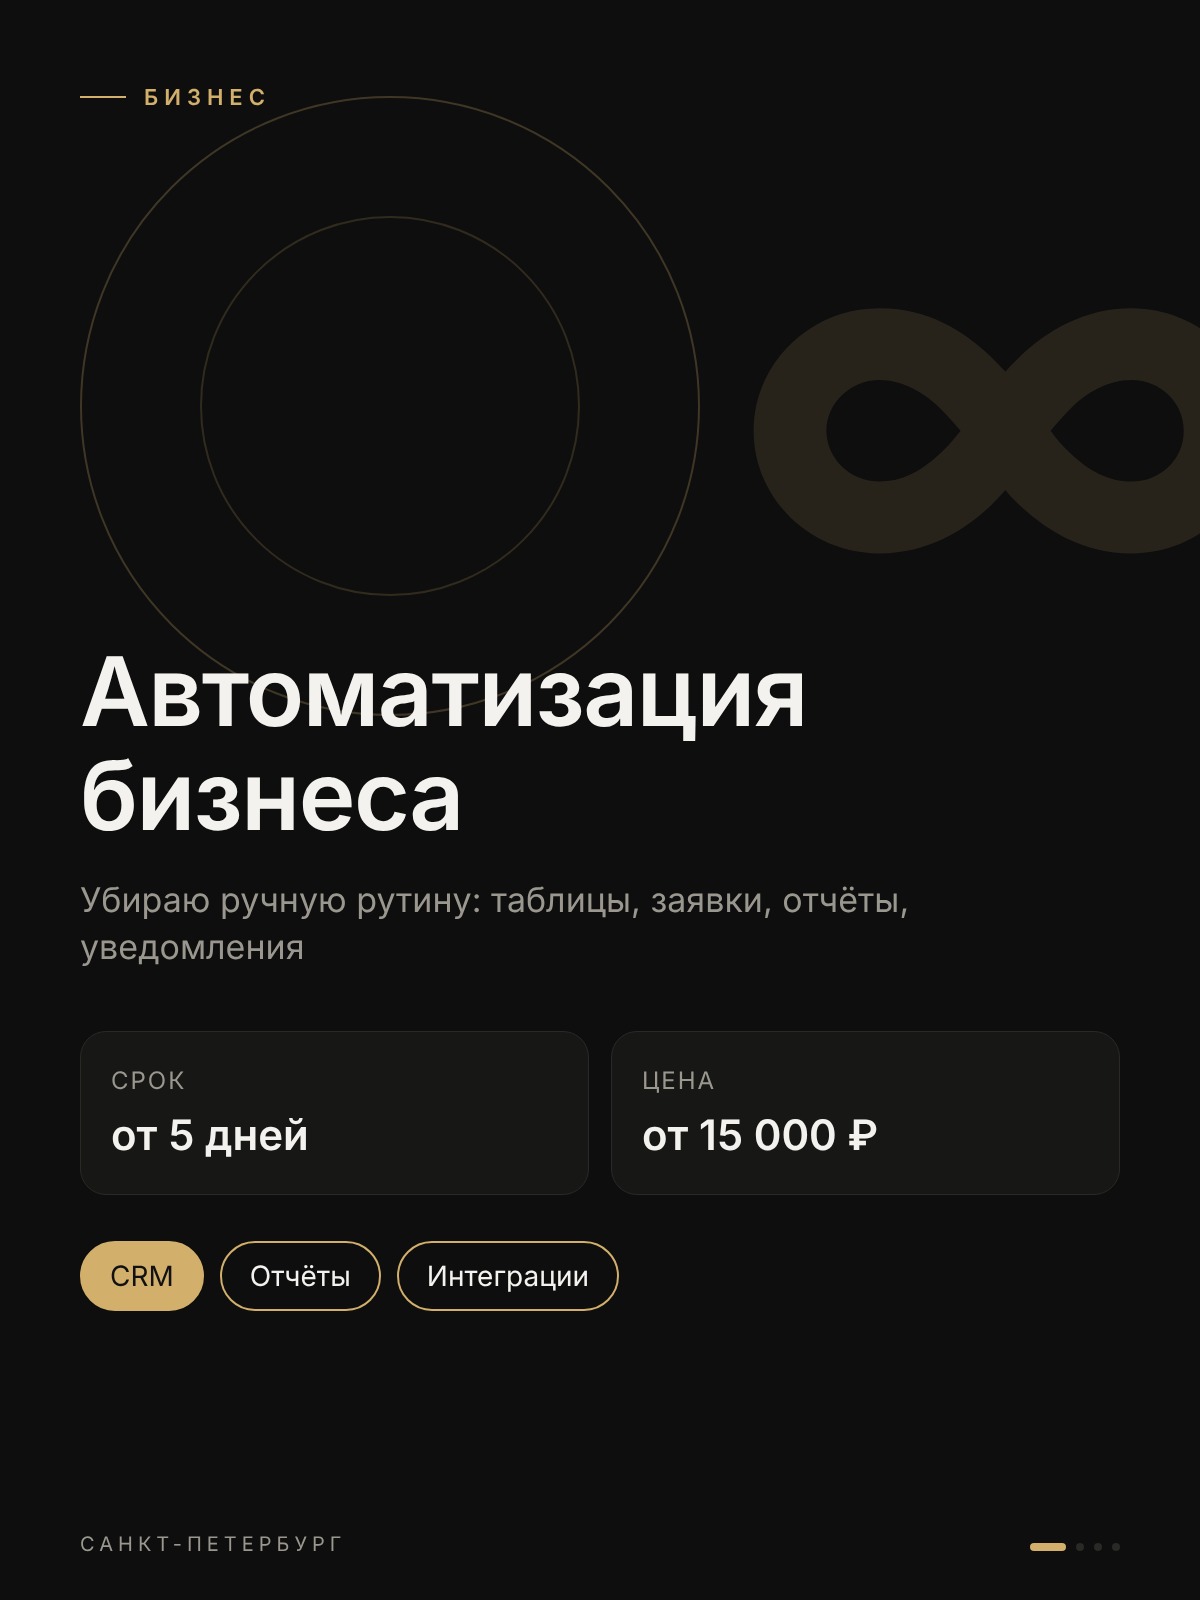 БИЗНЕС
Автоматизация
бизнеса
Убираю ручную рутину: таблицы, заявки, отчёты,
уведомления
СРОК
от 5 дней
ЦЕНА
от 15 000 ₽
CRM
Отчёты
Интеграции
САНКТ-ПЕТЕРБУРГ